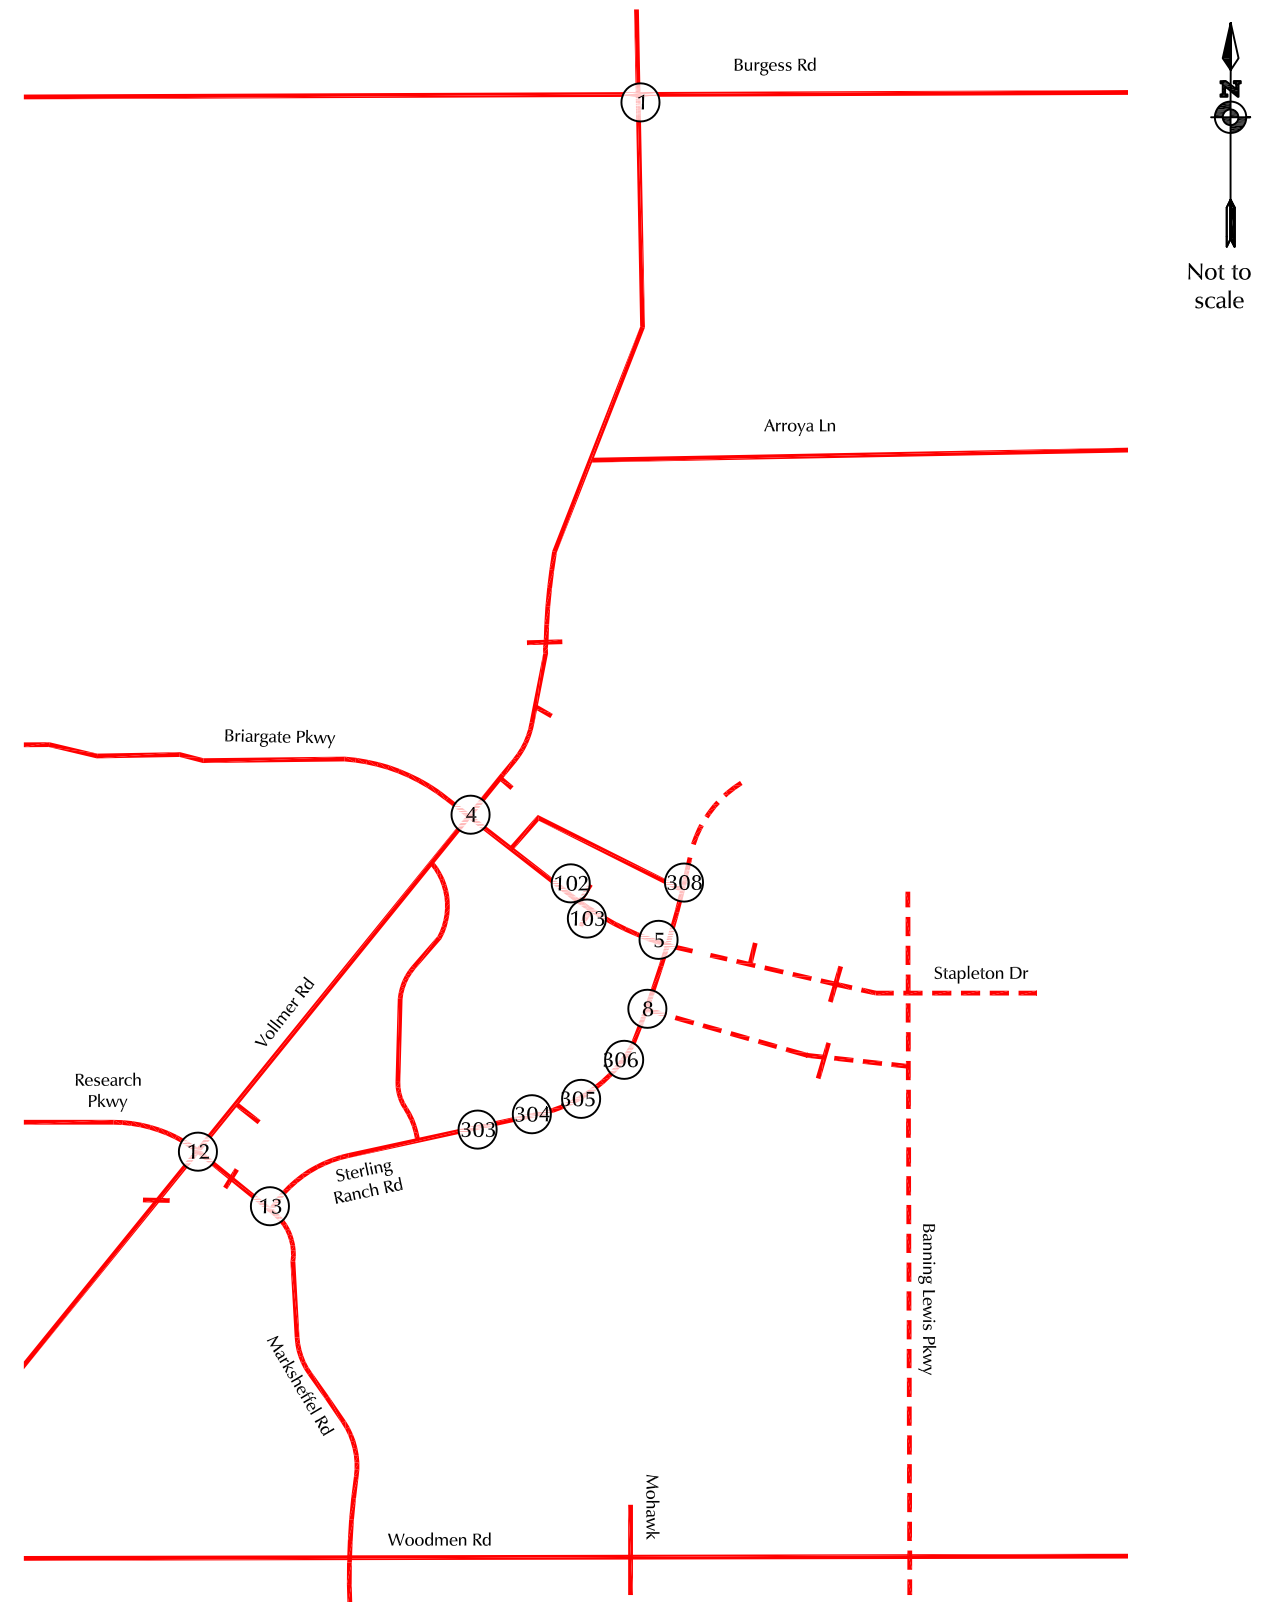 Burgess Rd
1
N
Not to
scale
Arroya Ln
Briargate Pkwy
4
102
308
103
5
Stapleton Dr
Vollmer Rd
8
306
Research
Pkwy
305
304
303
12
Sterling
Ranch Rd
13
Banning Lewis Pkwy
Marksheffel Rd
Mohawk
Woodmen Rd